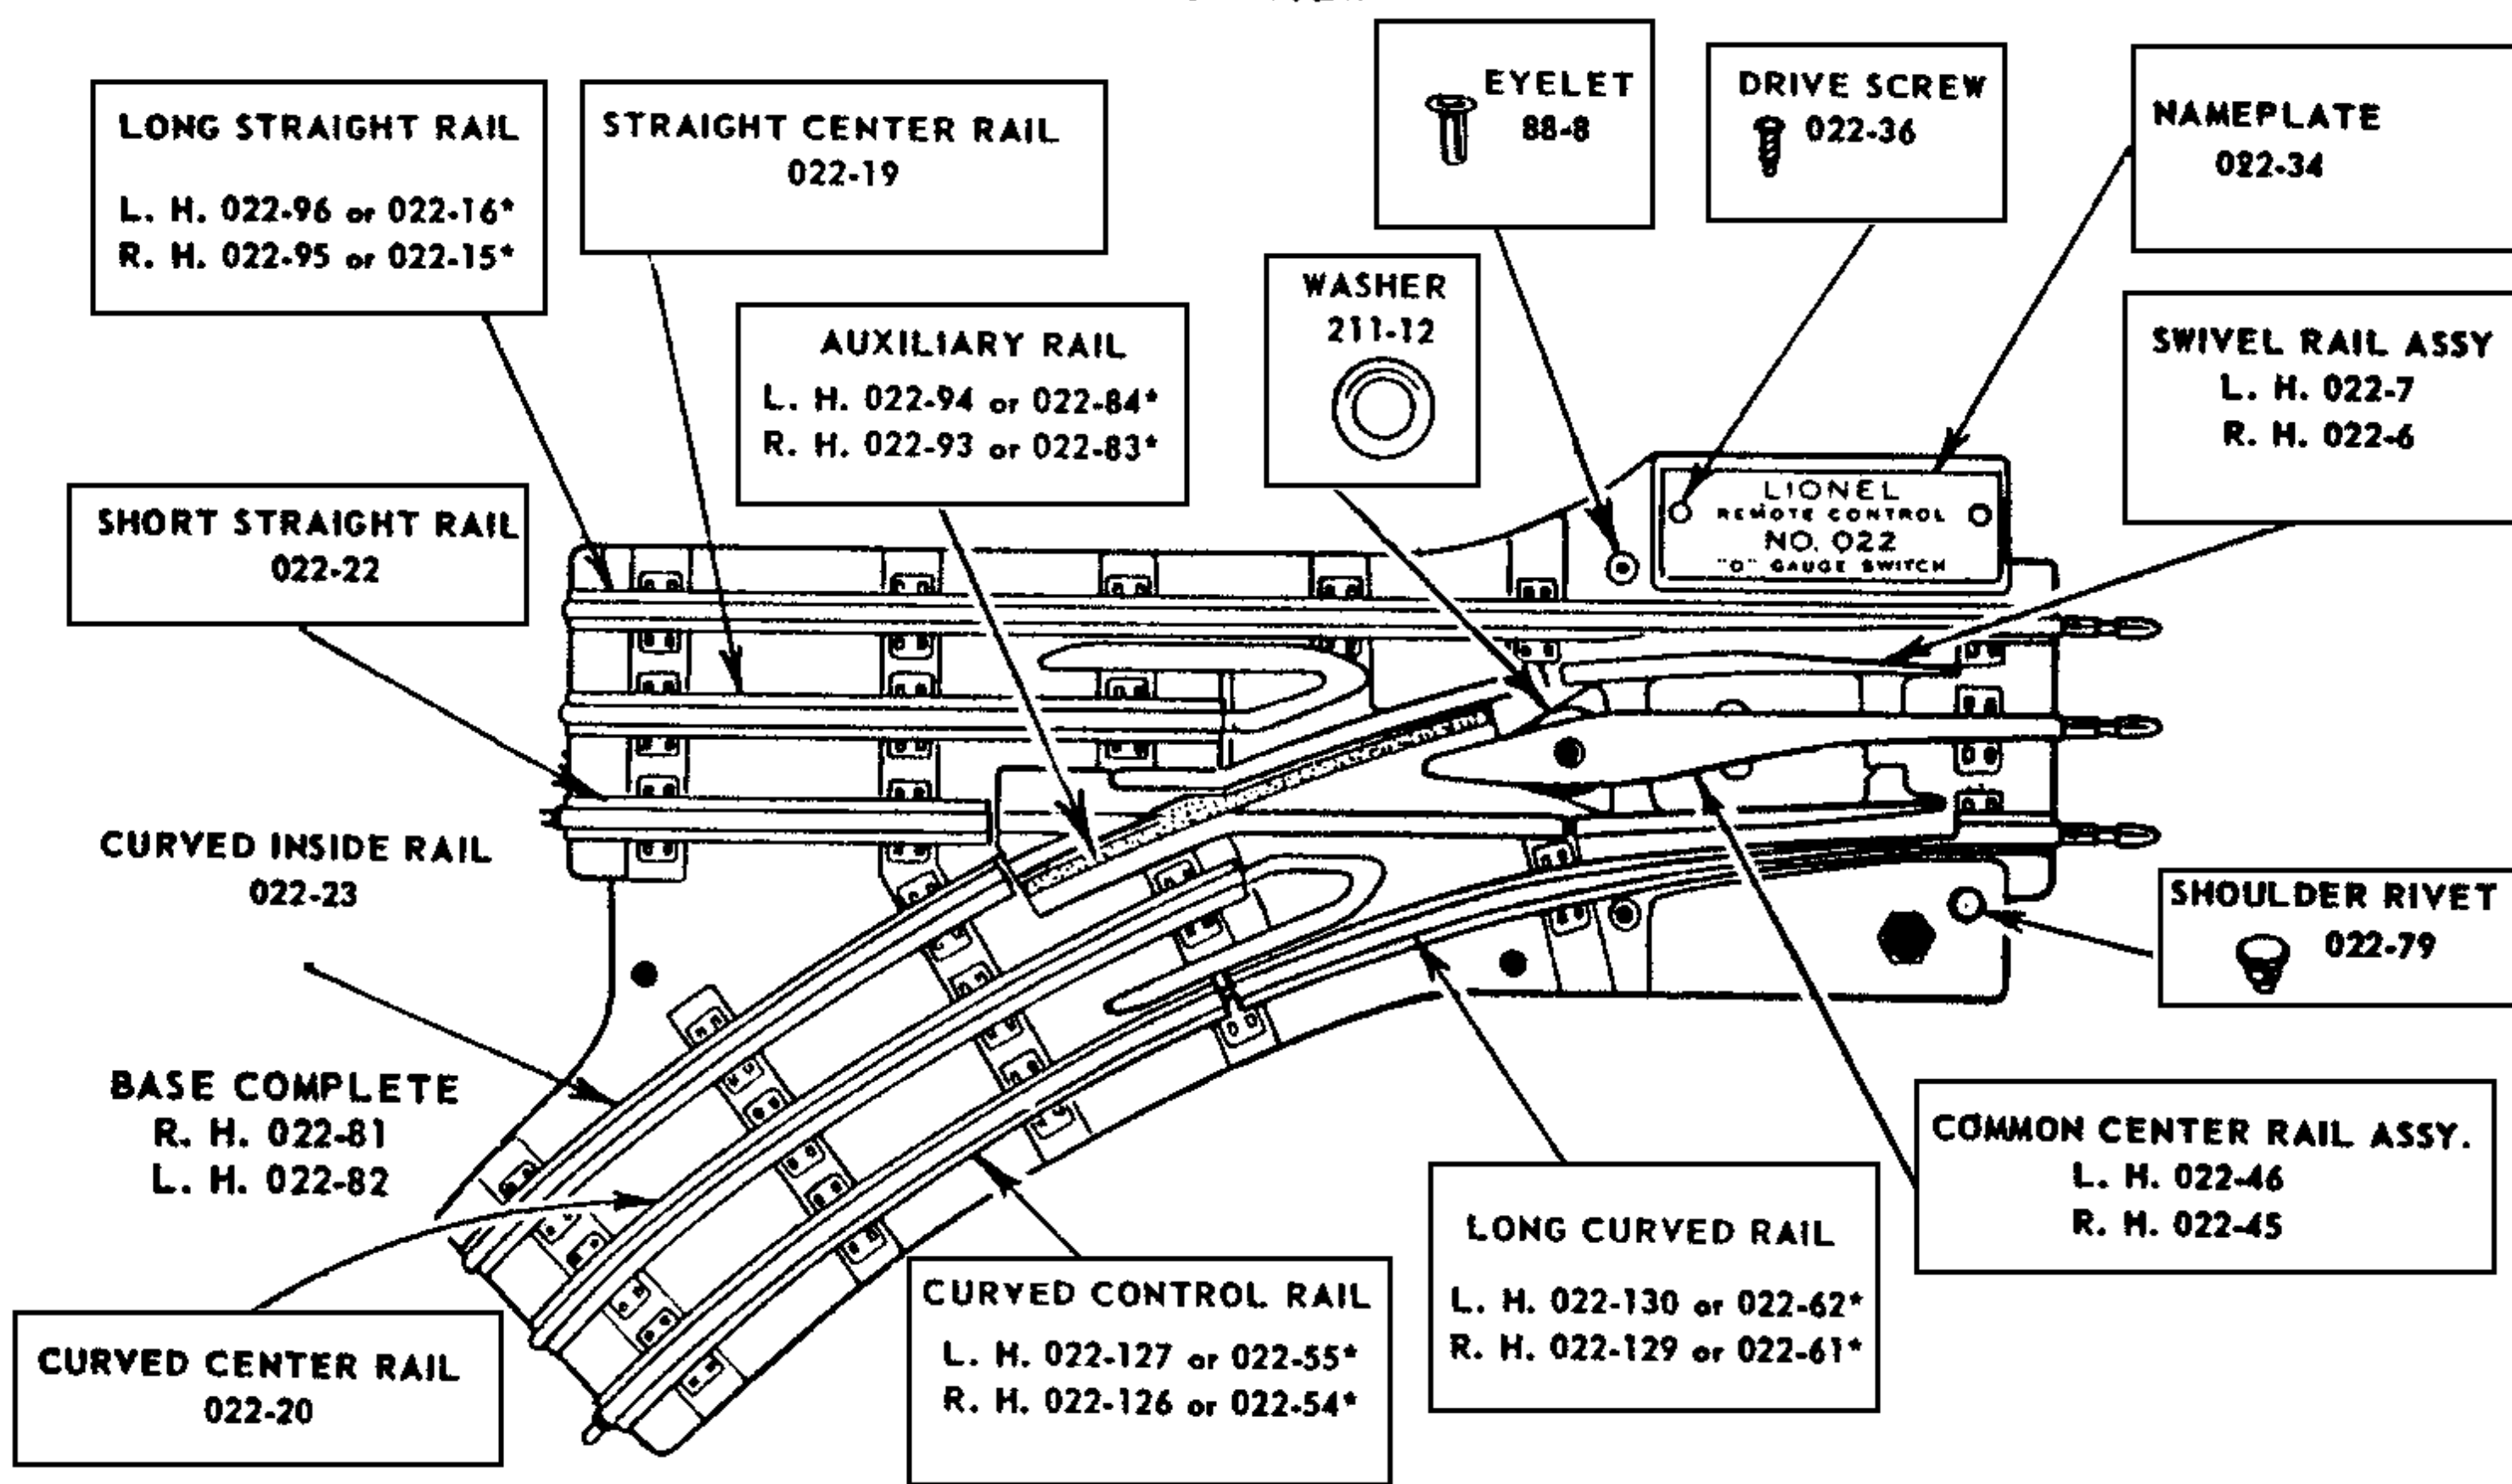 LONG STRAIGHT RAIL
L. H. 022-96 or 022-16*
R. H. 022-95 or 022-15*
STRAIGHT CENTER RAIL
022-19
EYELET
88-8
DRIVE SCREW
022-36
NAMEPLATE
022-34
AUXILIARY RAIL
L. H. 022-94 or 022-84*
R. H. 022-93 or 022-83*
WASHER
211-12
SWIVEL RAIL ASSY
L. H. 022-7
R. H. 022-6
SHORT STRAIGHT RAIL
022-22
LIONEL
REMOTE CONTROL
NO. 022
"O" GAUGE SWITCH
CURVED INSIDE RAIL
022-23
SHOULDER RIVET
022-79
BASE COMPLETE
R. H. 022-81
L. H. 022-82
COMMON CENTER RAIL ASSY.
L. H. 022-46
R. H. 022-45
LONG CURVED RAIL
L. H. 022-130 or 022-62*
R. H. 022-129 or 022-61*
CURVED CONTROL RAIL
L. H. 022-127 or 022-55*
R. H. 022-126 or 022-54*
CURVED CENTER RAIL
022-20